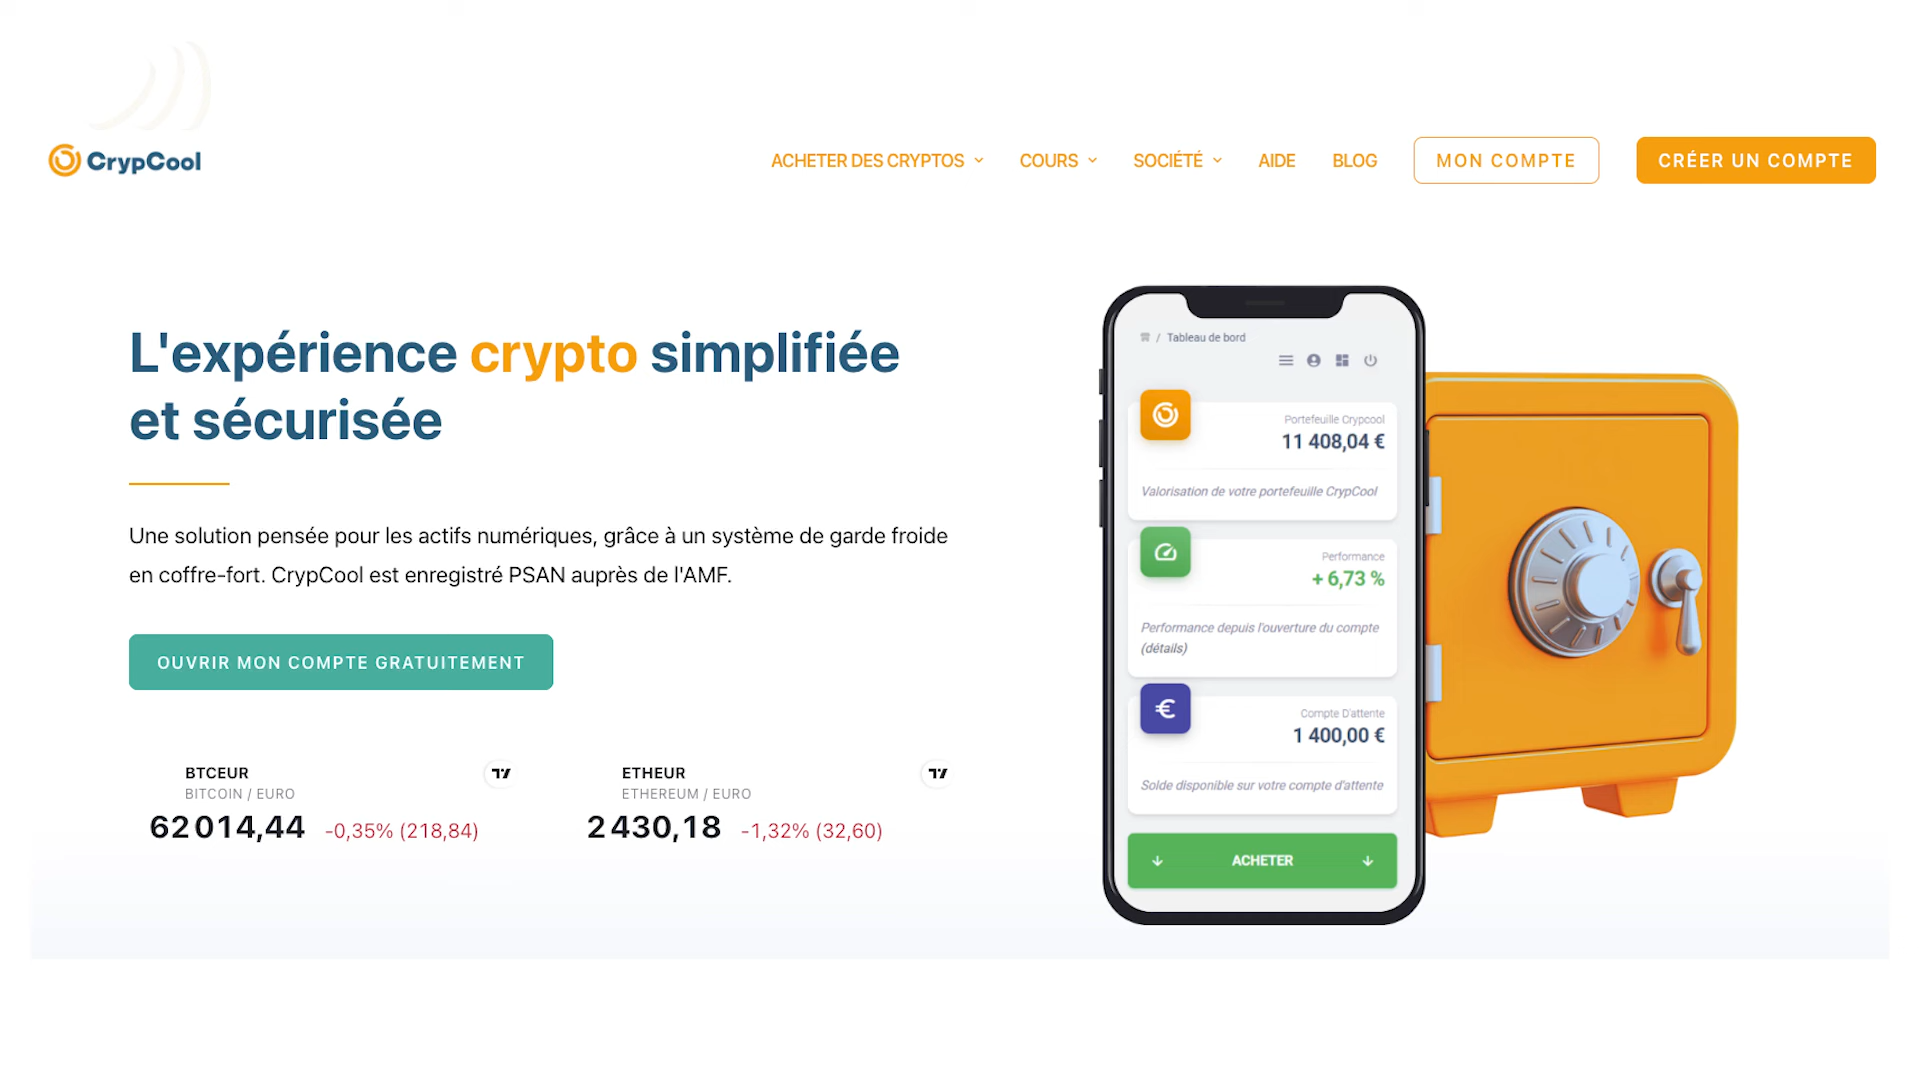 CrypCool
ACHETER DES CRYPTOS
COURS
SOCIÉTÉ
AIDE
BLOG
MON COMPTE
CRÉER UN COMPTE
L'expérience crypto simplifiée
et sécurisée
Une solution pensée pour les actifs numériques, grâce à un système de garde froide
en coffre-fort. CrypCool est enregistré PSAN auprès de l'AMF.
OUVRIR MON COMPTE GRATUITEMENT
BTCEUR
BITCOIN / EURO
62 014,44 -0,35% (218,84)
ETHEUR
ETHEREUM / EURO
2 430,18 -1,32% (32,60)
/ Tableau de bord
Portefeuille Crypcool
11 408,04 €
Valorisation de votre portefeuille CrypCool
Performance
+ 6,73 %
Performance depuis l'ouverture du compte
(détails)
€
Compte D'attente
1 400,00 €
Solde disponible sur votre compte d'attente
ACHETER